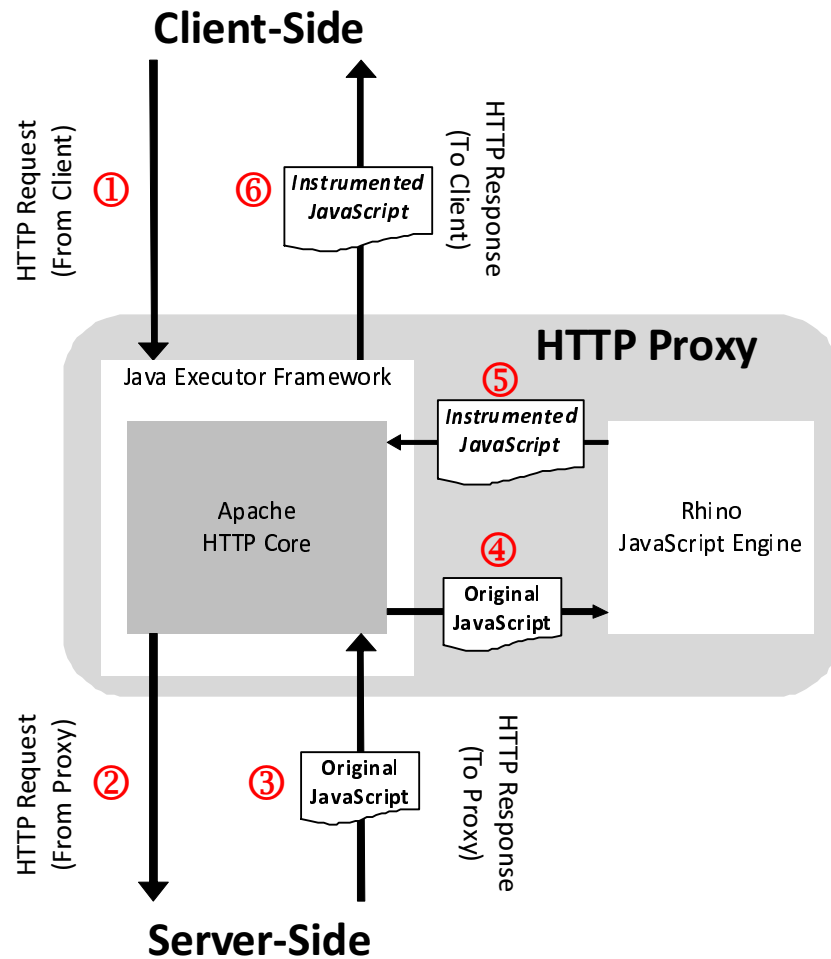 Client-Side
HTTP Request
(From Client)
①
⑥
Instrumented
JavaScript
HTTP Response
(To Client)
HTTP Proxy
Java Executor Framework
⑤
Instrumented
JavaScript
Apache
HTTP Core
Rhino
JavaScript Engine
④
Original
JavaScript
HTTP Request
(From Proxy)
②
③
Original
JavaScript
HTTP Response
(To Proxy)
Server-Side